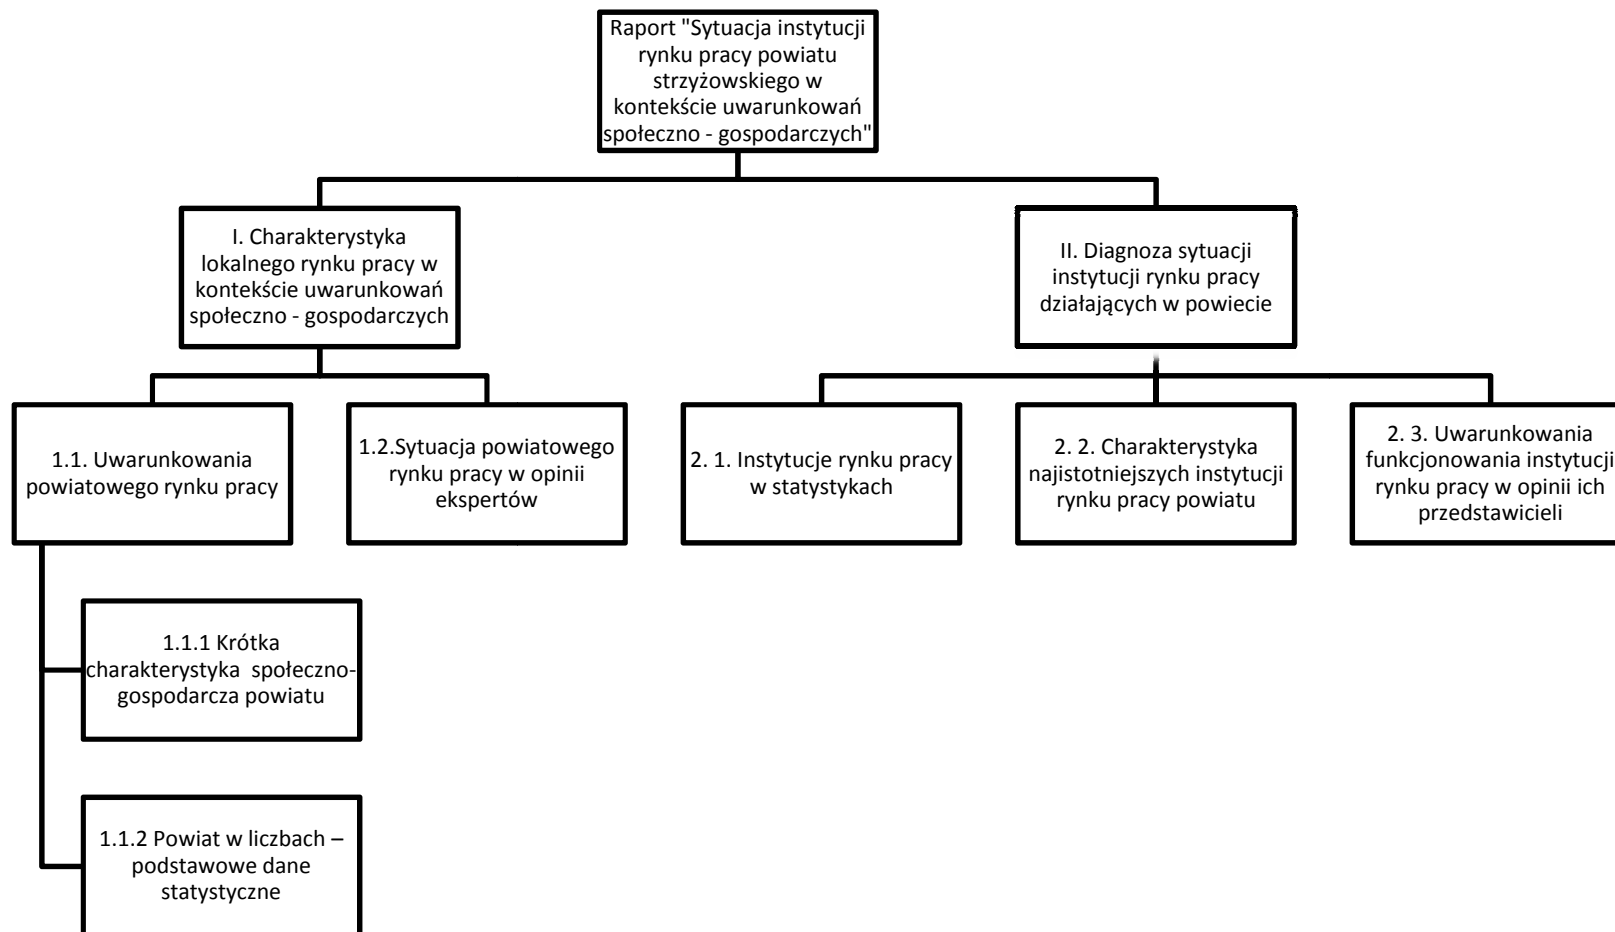 Raport "Sytuacja instytucji
rynku pracy powiatu
strzyżowskiego w
kontekście uwarunkowań
społeczno - gospodarczych"
I. Charakterystyka
lokalnego rynku pracy w
kontekście uwarunkowań
społeczno - gospodarczych
II. Diagnoza sytuacji
instytucji rynku pracy
działających w powiecie
1.1. Uwarunkowania
powiatowego rynku pracy
1.2.Sytuacja powiatowego
rynku pracy w opinii
ekspertów
2. 1. Instytucje rynku pracy
w statystykach
2. 2. Charakterystyka
najistotniejszych instytucji
rynku pracy powiatu
2. 3. Uwarunkowania
funkcjonowania instytucji
rynku pracy w opinii ich
przedstawicieli
1.1.1 Krótka
charakterystyka  społeczno-
gospodarcza powiatu
1.1.2 Powiat w liczbach –
podstawowe dane
statystyczne